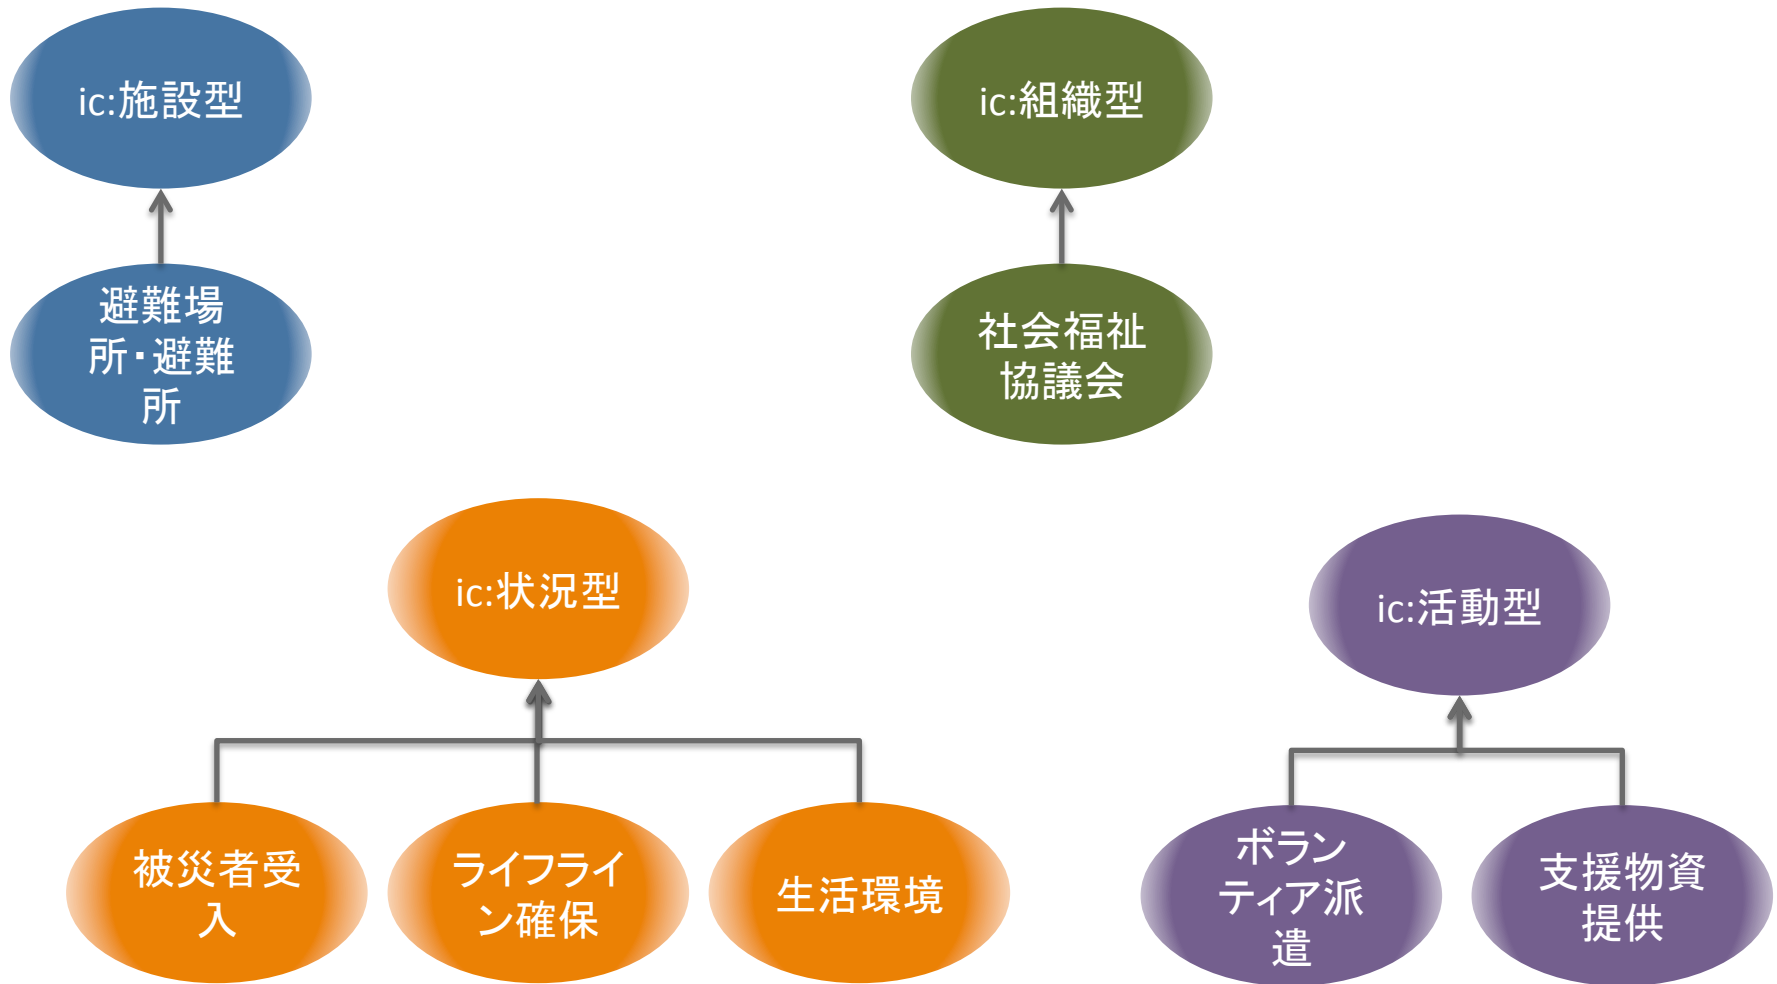 ic:施設型
ic:組織型
避難場
所・避難
所
社会福祉
協議会
ic:状況型
ic:活動型
被災者受
入
ライフライ
ン確保
生活環境
ボラン
ティア派
遣
支援物資
提供